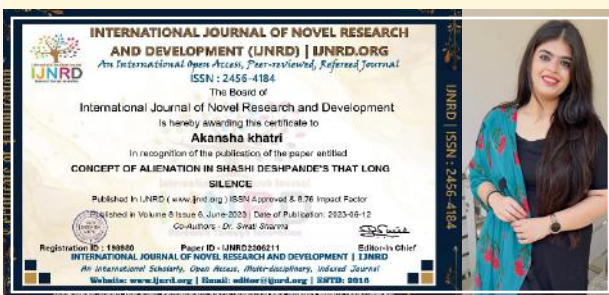 INTERNATIONAL JOURNAL OF NOVEL RESEARCH
AND DEVELOPMENT (IJNRD) | IJNRD.ORG
An International Open Access, Peer-reviewed, Refereed Journal
IJNRD
ISSN : 2456-4184
The Board of
International Journal of Novel Research and Development
Is hereby awarding this certificate to
Akansha khatri
In recognition of the publication of the paper entitled
CONCEPT OF ALIENATION IN SHASHI DESHPANDE'S THAT LONG
SILENCE
Published In IJNRD ( www.ijnrd.org ) ISSN Approved & 8.76 Impact Factor
Published in Volume 8 Issue 6, June-2023 | Date of Publication: 2023-06-12
Co-Authors - Dr. Swati Sharma
Registration ID : 198980 Paper ID - IJNRD2306211 Editor-In Chief
INTERNATIONAL JOURNAL OF NOVEL RESEARCH AND DEVELOPMENT | IJNRD
An International Scholarly, Open Access, Multi-disciplinary, Indexed Journal
Website: www.ijnrd.org | Email: editor@ijnrd.org | ESTD: 2016
IJNRD | ISSN : 2456-4184